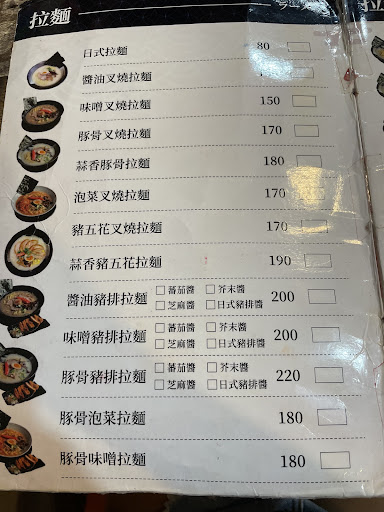 拉麵
日式拉麵 80
醬油叉燒拉麵
味噌叉燒拉麵 150
豚骨叉燒拉麵 170
蒜香豚骨拉麵 180
泡菜叉燒拉麵 170
豬五花叉燒拉麵 170
蒜香豬五花拉麵 190
醬油豬排拉麵 □蕃茄醬 □芥末醬 □芝麻醬 □日式豬排醬 200
味噌豬排拉麵 □蕃茄醬 □芥末醬 □芝麻醬 □日式豬排醬 200
豚骨豬排拉麵 □蕃茄醬 □芥末醬 □芝麻醬 □日式豬排醬 220
豚骨泡菜拉麵 180
豚骨味噌拉麵 180